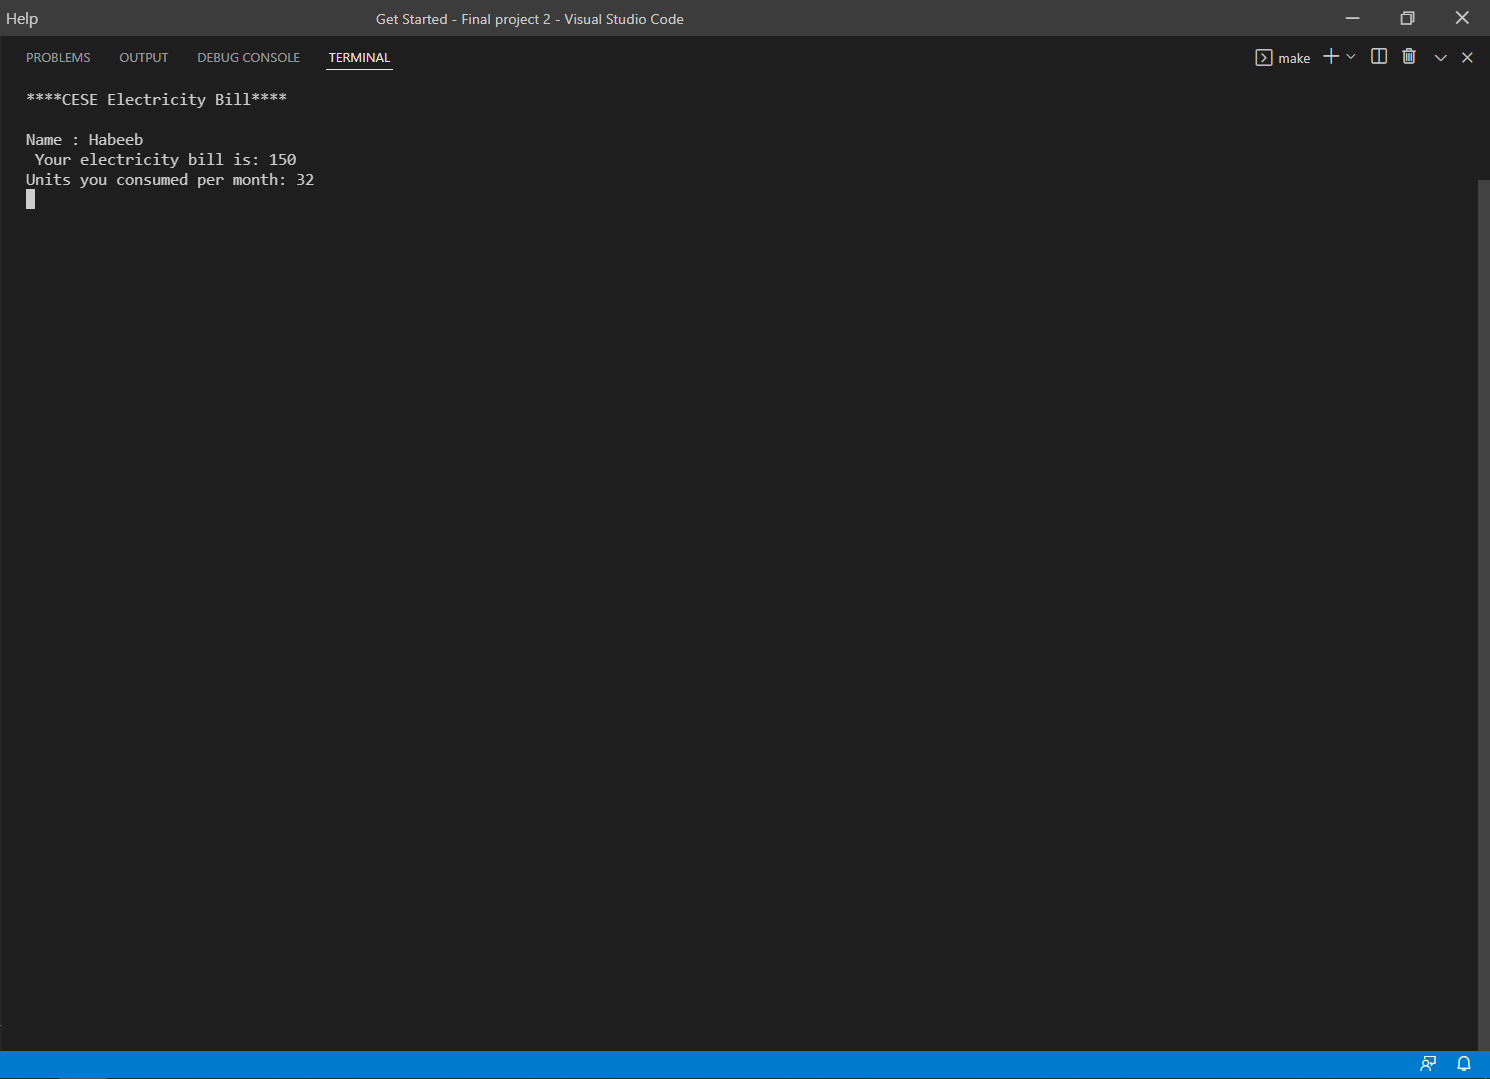 Help
Get Started - Final project 2 - Visual Studio Code
PROBLEMS OUTPUT DEBUG CONSOLE TERMINAL make
****CESE Electricity Bill****
Name : Habeeb
Your electricity bill is: 150
Units you consumed per month: 32